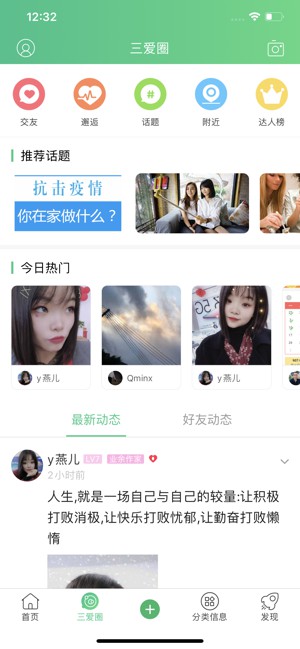 12:32
三爱圈
交友
邂逅
话题
附近
达人榜
推荐话题
抗击疫情
你在家做什么？
今日热门
y燕儿
Qminx
y燕儿
最新动态
好友动态
y燕儿 LV7
2小时前
人生,就是一场自己与自己的较量:让积极
打败消极,让快乐打败忧郁,让勤奋打败懒
惰
首页
三爱圈
分类信息
发现